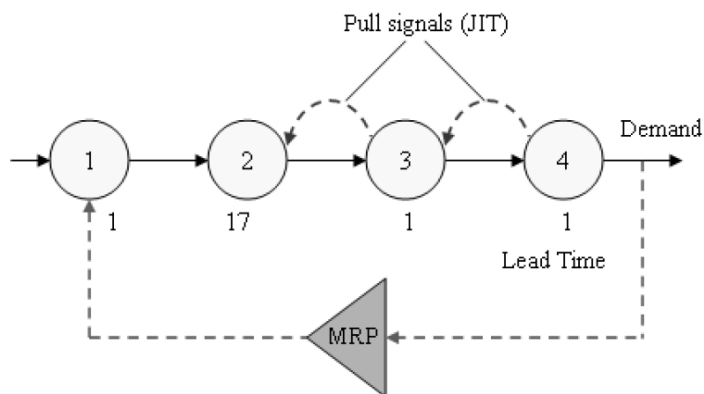 Pull signals (JIT)
Demand
1 2 3 4
1 17 1 1
Lead Time
MRP